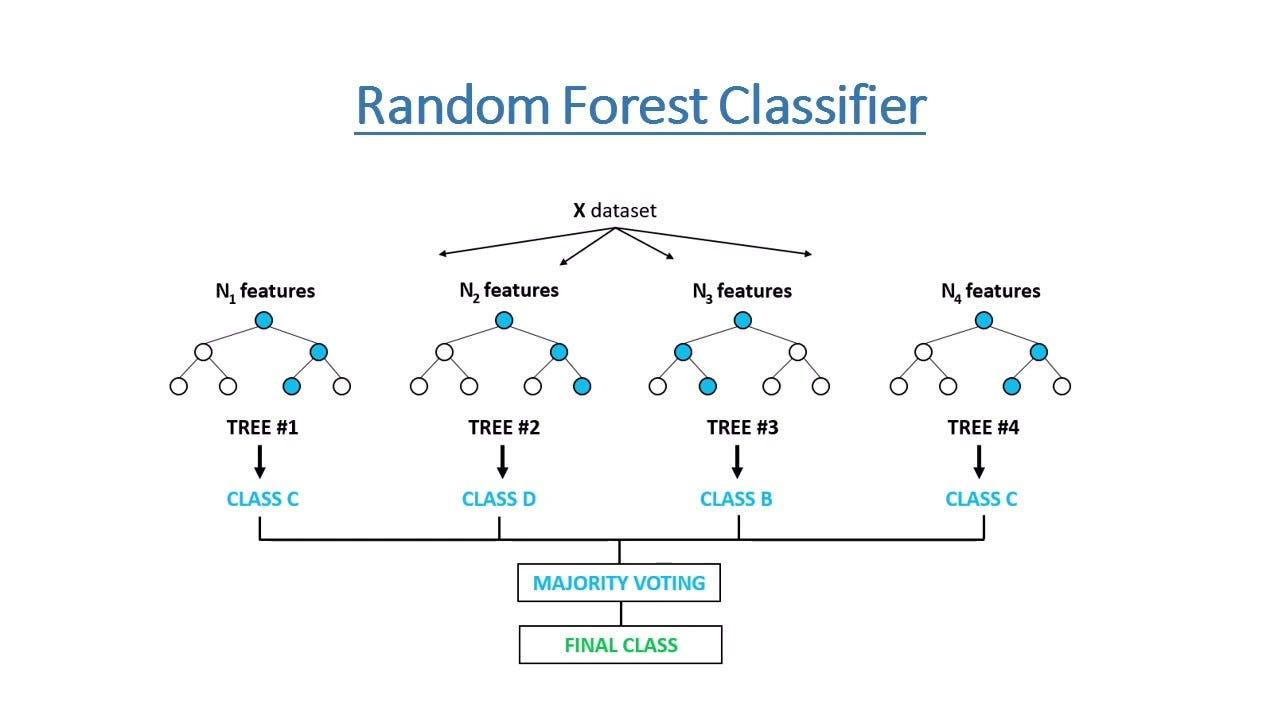 Random Forest Classifier
X dataset
N1 features N2 features N3 features N4 features
TREE #1 TREE #2 TREE #3 TREE #4
CLASS C CLASS D CLASS B CLASS C
MAJORITY VOTING
FINAL CLASS